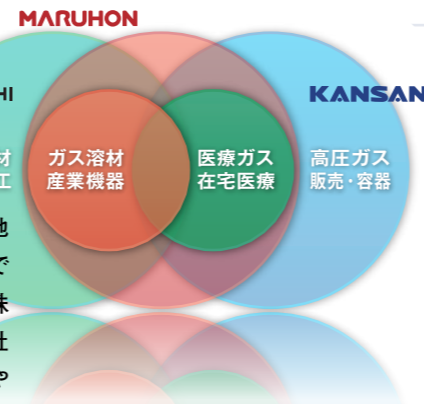 MARUHON
HI
KANSAN
材
工
ガス溶材
産業機器
医療ガス
在宅医療
高圧ガス
販売・容器
地
で
株
社
や